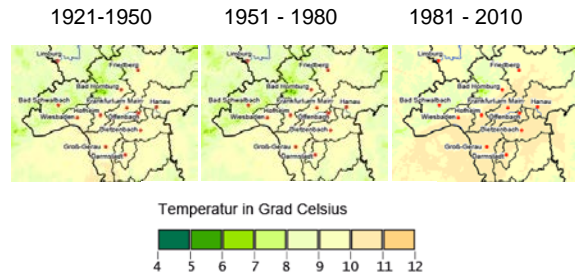 1921-1950 1951 - 1980 1981 - 2010
Limburg Limburg Limburg
Friedberg Friedberg Friedberg
Bad Homburg Bad Homburg Bad Homburg
Bad Schwalbach Frankfurt am Main Hanau Bad Schwalbach Frankfurt am Main Hanau Bad Schwalbach Frankfurt am Main Hanau
Wiesbaden Hofheim Offenbach Wiesbaden Hofheim Offenbach Wiesbaden Hofheim Offenbach
Dietzenbach Dietzenbach Dietzenbach
Groß-Gerau Groß-Gerau Groß-Gerau
Darmstadt Darmstadt Darmstadt
Temperatur in Grad Celsius
4 5 6 7 8 9 10 11 12